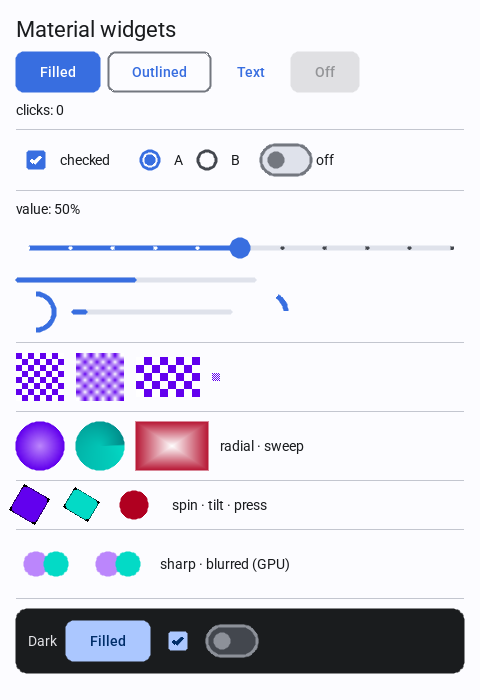 Material widgets
Filled Outlined Text Off
clicks: 0
checked A B off
value: 50%
radial · sweep
spin · tilt · press
sharp · blurred (GPU)
Dark Filled